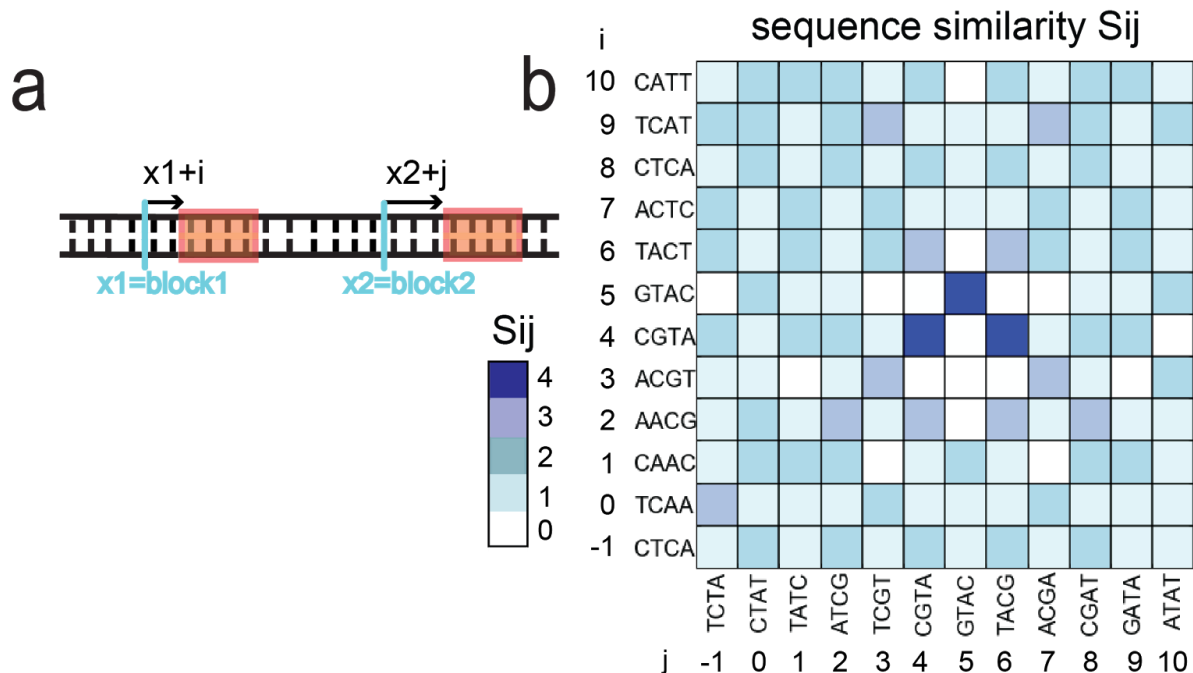 a
x1+i
x2+j
x1=block1
x2=block2
Sij
4
3
2
1
0
b
sequence similarity Sij
i
10 CATT
9 TCAT
8 CTCA
7 ACTC
6 TACT
5 GTAC
4 CGTA
3 ACGT
2 AACG
1 CAAC
0 TCAA
-1 CTCA
TCTA CTAT TATC ATCG TCGT CGTA GTAC TACG ACGA CGAT GATA ATAT
j -1 0 1 2 3 4 5 6 7 8 9 10